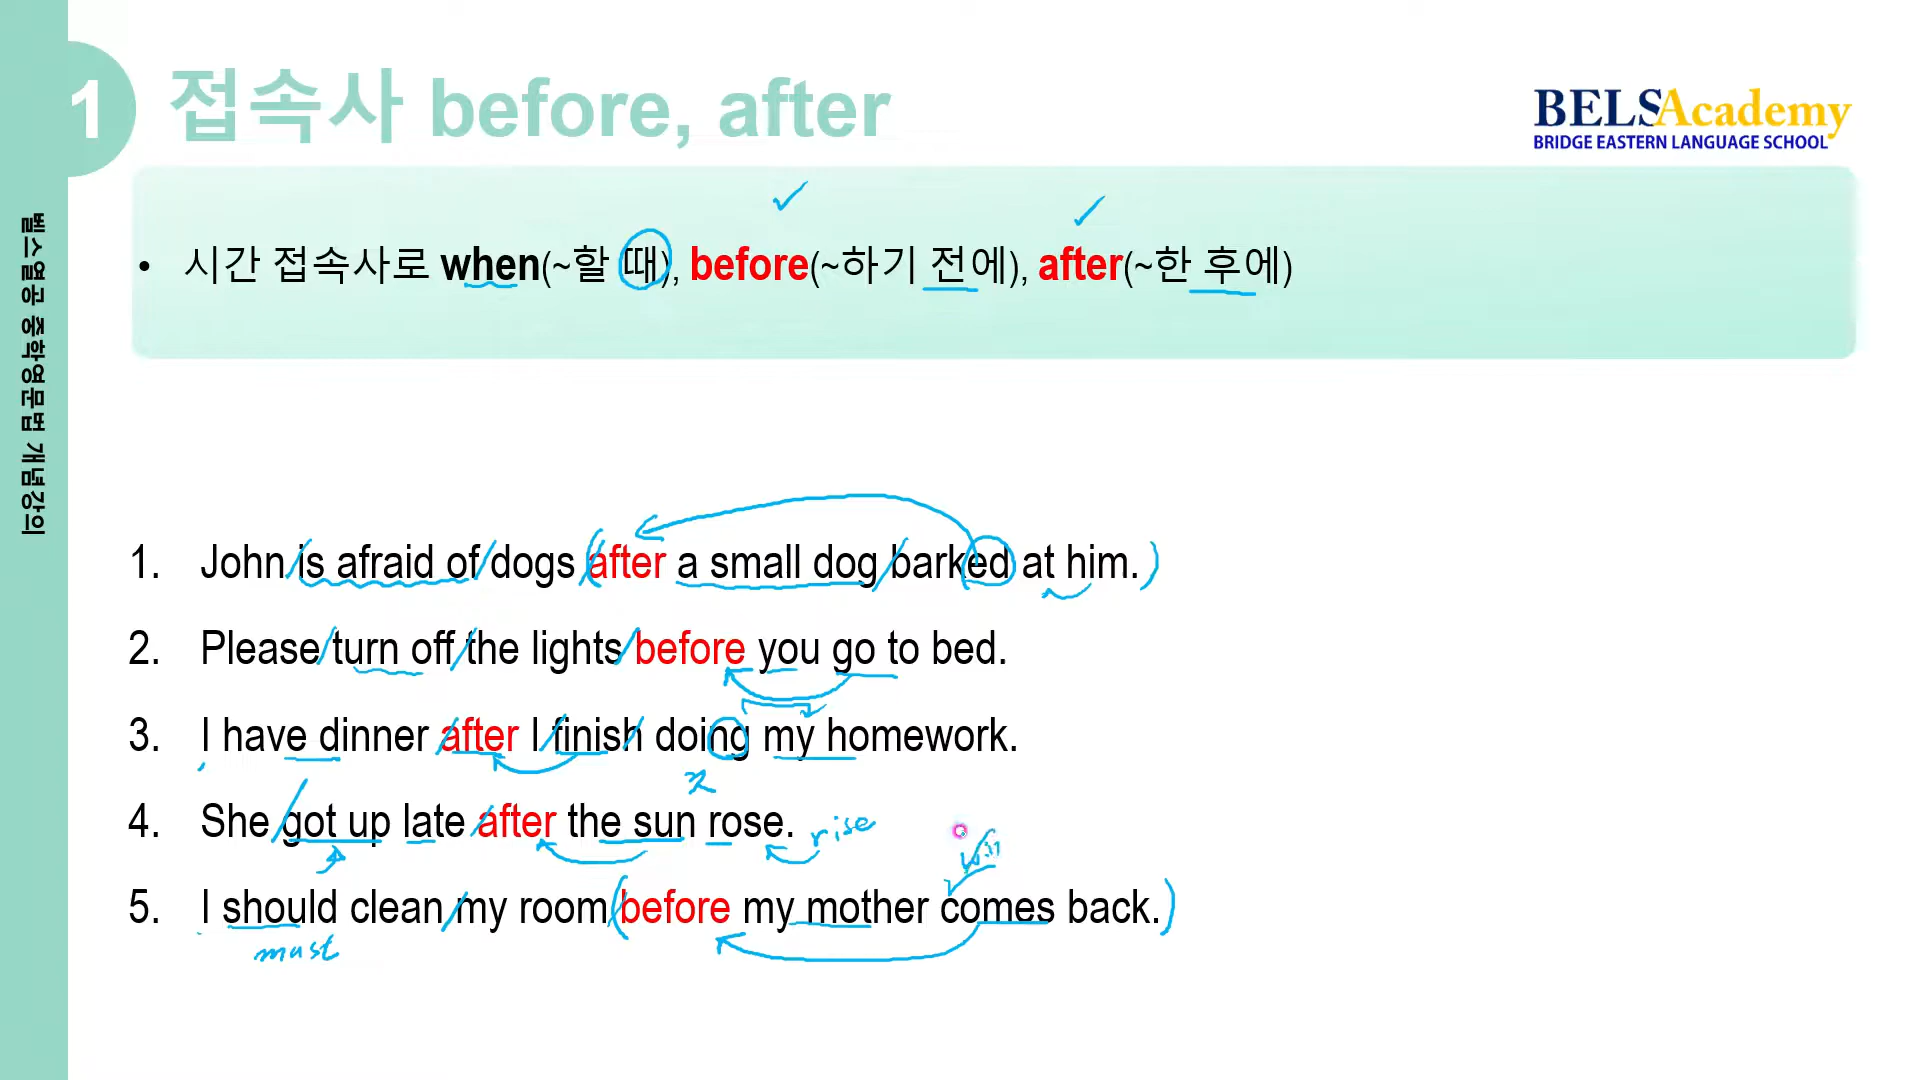 1 접속사 before, after
BELSAcademy
BRIDGE EASTERN LANGUAGE SCHOOL
벨스열공 중학영문법 개념강의
• 시간 접속사로 when(~할 때), before(~하기 전에), after(~한 후에)
1. John is afraid of dogs after a small dog barked at him.
2. Please turn off the lights before you go to bed.
3. I have dinner after I finish doing my homework.
4. She got up late after the sun rose.
rise
will
5. I should clean my room before my mother comes back.
must